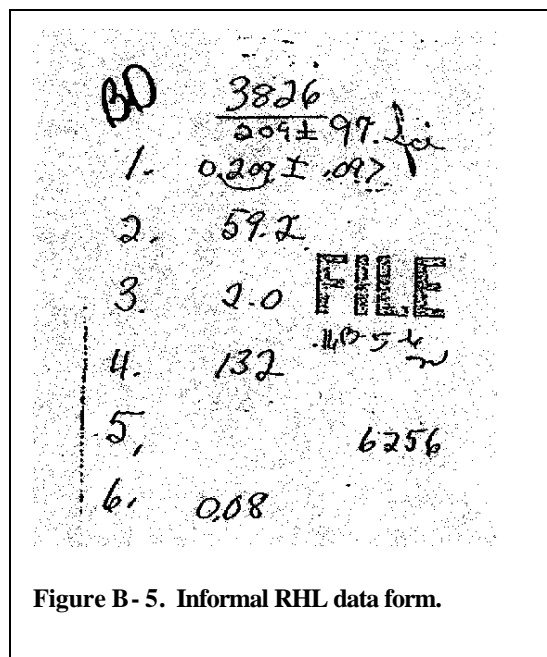 BD
3826
209 ± 97. fci
1. 0.209 ± .097
2. 59.2
3. 2.0
FILE
4. 132
5.
6256
6. 0.08
Figure B-5. Informal RHL data form.